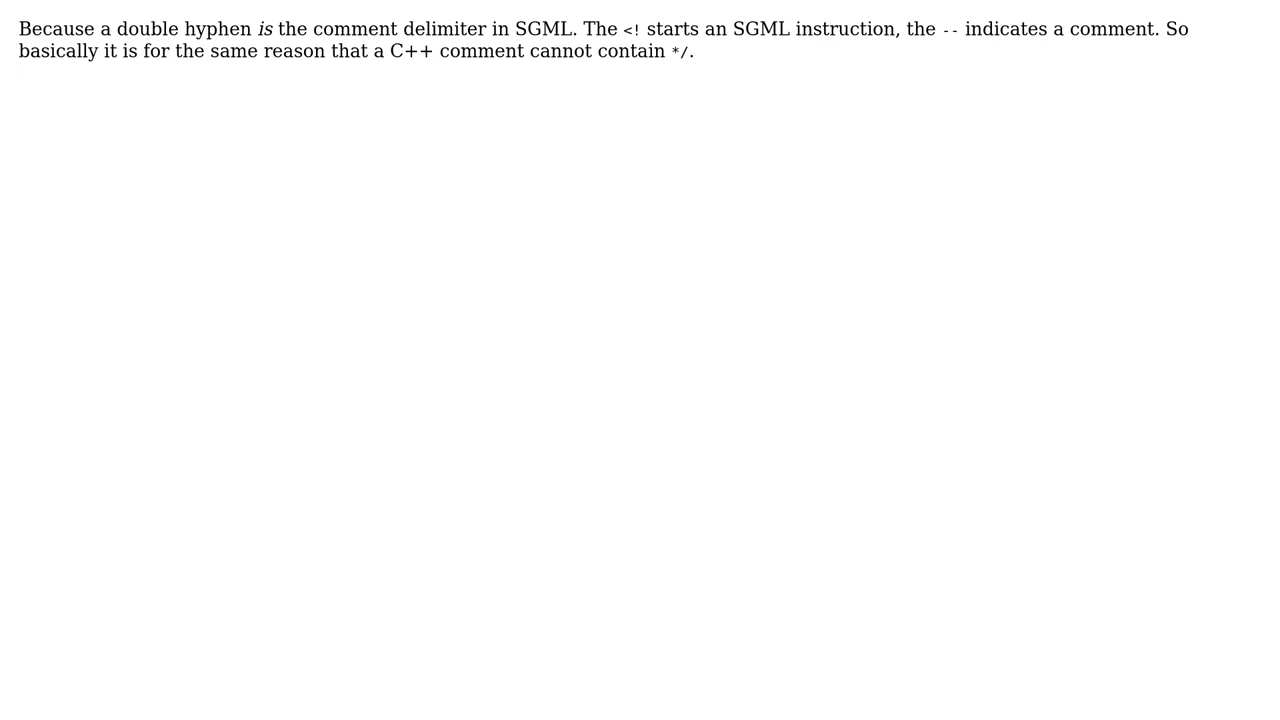 Because a double hyphen is the comment delimiter in SGML. The <! starts an SGML instruction, the -- indicates a comment. So
basically it is for the same reason that a C++ comment cannot contain */.